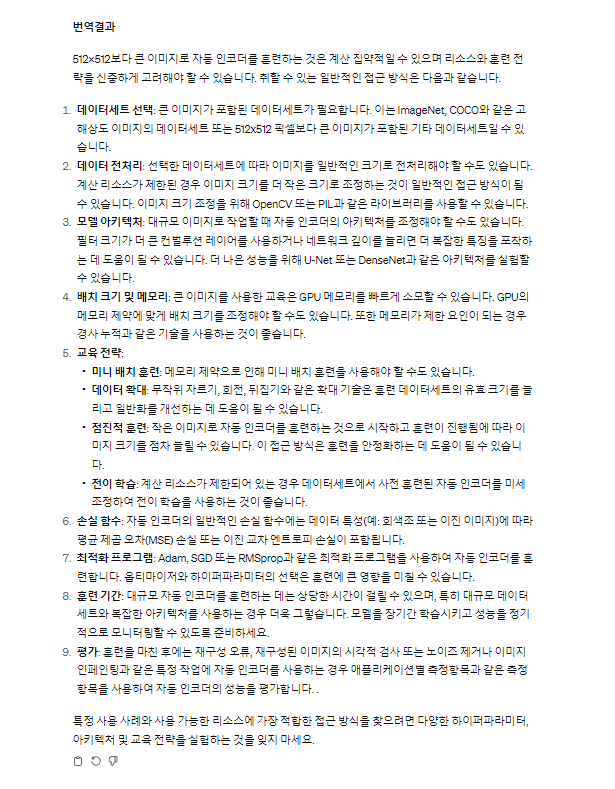 번역결과
512×512보다 큰 이미지로 자동 인코더를 훈련하는 것은 계산 집약적일 수 있으며 리소스와 훈련 전
략을 신중하게 고려해야 할 수 있습니다. 취할 수 있는 일반적인 접근 방식은 다음과 같습니다.
1. 데이터세트 선택: 큰 이미지가 포함된 데이터세트가 필요합니다. 이는 ImageNet, COCO와 같은 고
해상도 이미지의 데이터세트 또는 512x512 픽셀보다 큰 이미지가 포함된 기타 데이터세트일 수 있
습니다.
2. 데이터 전처리: 선택한 데이터세트에 따라 이미지를 일반적인 크기로 전처리해야 할 수도 있습니다.
계산 리소스가 제한된 경우 이미지 크기를 더 작은 크기로 조정하는 것이 일반적인 접근 방식이 될
수 있습니다. 이미지 크기 조정을 위해 OpenCV 또는 PIL과 같은 라이브러리를 사용할 수 있습니다.
3. 모델 아키텍처: 대규모 이미지로 작업할 때 자동 인코더의 아키텍처를 조정해야 할 수도 있습니다.
필터 크기가 더 큰 컨벌루션 레이어를 사용하거나 네트워크 깊이를 늘리면 더 복잡한 특징을 포착하
는 데 도움이 될 수 있습니다. 더 나은 성능을 위해 U-Net 또는 DenseNet과 같은 아키텍처를 실험할
수 있습니다.
4. 배치 크기 및 메모리: 큰 이미지를 사용한 교육은 GPU 메모리를 빠르게 소모할 수 있습니다. GPU의
메모리 제약에 맞게 배치 크기를 조정해야 할 수도 있습니다. 또한 메모리가 제한 요인이 되는 경우
경사 누적과 같은 기술을 사용하는 것이 좋습니다.
5. 교육 전략:
• 미니 배치 훈련: 메모리 제약으로 인해 미니 배치 훈련을 사용해야 할 수도 있습니다.
• 데이터 확대: 무작위 자르기, 회전, 뒤집기와 같은 확대 기술은 훈련 데이터세트의 유효 크기를 늘
리고 일반화를 개선하는 데 도움이 될 수 있습니다.
• 점진적 훈련: 작은 이미지로 자동 인코더를 훈련하는 것으로 시작하고 훈련이 진행됨에 따라 이
미지 크기를 점차 늘릴 수 있습니다. 이 접근 방식은 훈련을 안정화하는 데 도움이 될 수 있습니
다.
• 전이 학습: 계산 리소스가 제한되어 있는 경우 데이터세트에서 사전 훈련된 자동 인코더를 미세
조정하여 전이 학습을 사용하는 것이 좋습니다.
6. 손실 함수: 자동 인코더의 일반적인 손실 함수에는 데이터 특성(예: 회색조 또는 이진 이미지)에 따라
평균 제곱 오차(MSE) 손실 또는 이진 교차 엔트로피 손실이 포함됩니다.
7. 최적화 프로그램: Adam, SGD 또는 RMSprop과 같은 최적화 프로그램을 사용하여 자동 인코더를 훈
련합니다. 옵티마이저와 하이퍼파라미터의 선택은 훈련에 큰 영향을 미칠 수 있습니다.
8. 훈련 기간: 대규모 자동 인코더를 훈련하는 데는 상당한 시간이 걸릴 수 있으며, 특히 대규모 데이터
세트와 복잡한 아키텍처를 사용하는 경우 더욱 그렇습니다. 모델을 장기간 학습시키고 성능을 정기
적으로 모니터링할 수 있도록 준비하세요.
9. 평가: 훈련을 마친 후에는 재구성 오류, 재구성된 이미지의 시각적 검사 또는 노이즈 제거나 이미지
인페인팅과 같은 특정 작업에 자동 인코더를 사용하는 경우 애플리케이션별 측정항목과 같은 측정
항목을 사용하여 자동 인코더의 성능을 평가합니다. .
특정 사용 사례와 사용 가능한 리소스에 가장 적합한 접근 방식을 찾으려면 다양한 하이퍼파라미터,
아키텍처 및 교육 전략을 실험하는 것을 잊지 마세요.